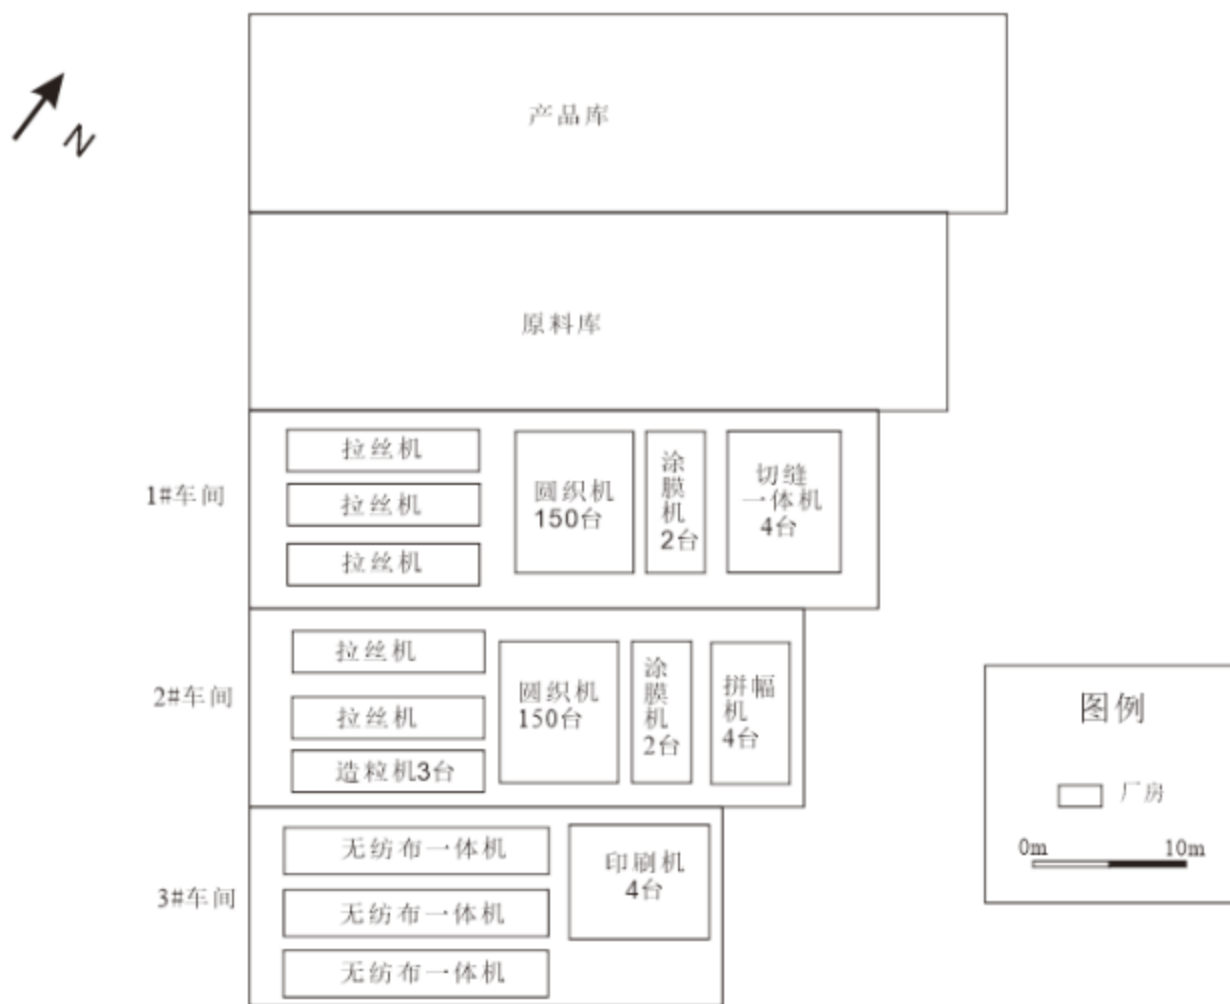 N
产品库
原料库
1#车间
拉丝机
拉丝机
拉丝机
圆织机
150台
涂
膜
机
2台
切缝
一体机
4台
2#车间
拉丝机
拉丝机
造粒机3台
圆织机
150台
涂
膜
机
2台
拼幅
机
4台
3#车间
无纺布一体机
无纺布一体机
无纺布一体机
印刷机
4台
图例
厂房
0m
10m